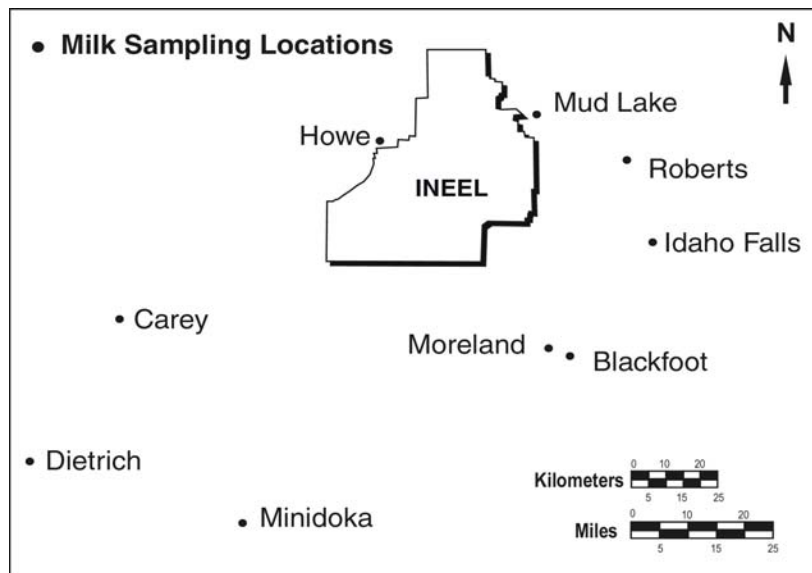 • Milk Sampling Locations
N
Mud Lake
Howe
Roberts
INEEL
Idaho Falls
Carey
Moreland
Blackfoot
Dietrich
0 10 20
Kilometers
5 15 25
Minidoka
0 10 20
Miles
5 15 25